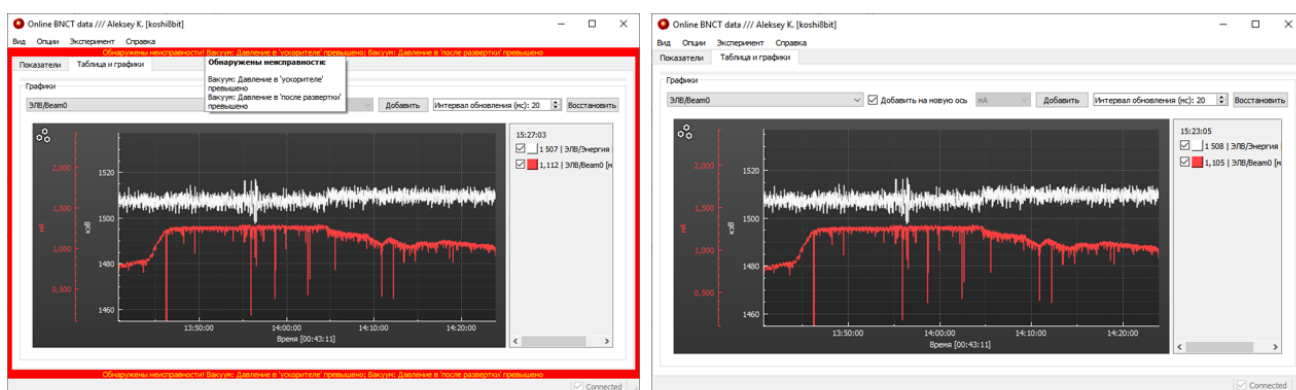 Online BNCT data /// Aleksey K. [koshi8bit]
Вид Опции Эксперимент Справка
Обнаружены неисправности! Вакуум: Давление в 'ускорителе' превышено; Вакуум: Давление в 'после развертки' превышено
Показатели Таблица и графики
Обнаружены неисправности:
Вакуум: Давление в 'ускорителе'
превышено
Вакуум: Давление в 'после развертки'
превышено
Графики
ЭЛВ/Beam0 Добавить Интервал обновления (мс): 20 Восстановить
15:27:03
1 507 | ЭЛВ/Энергия
1,112 | ЭЛВ/Beam0 [м
2,000
1,500
1,000
0,500
мА
1520
1500
1480
1460
кэВ
13:50:00 14:00:00 14:10:00 14:20:00
Время [00:43:11]
Обнаружены неисправности! Вакуум: Давление в 'ускорителе' превышено; Вакуум: Давление в 'после развертки' превышено
Connected
Online BNCT data /// Aleksey K. [koshi8bit]
Вид Опции Эксперимент Справка
Показатели Таблица и графики
Графики
ЭЛВ/Beam0 Добавить на новую ось мА Добавить Интервал обновления (мс): 20 Восстановить
15:23:05
1 508 | ЭЛВ/Энергия
1,105 | ЭЛВ/Beam0 [м
2,000
1,500
1,000
0,500
мА
1520
1500
1480
1460
кэВ
13:50:00 14:00:00 14:10:00 14:20:00
Время [00:43:11]
Connected